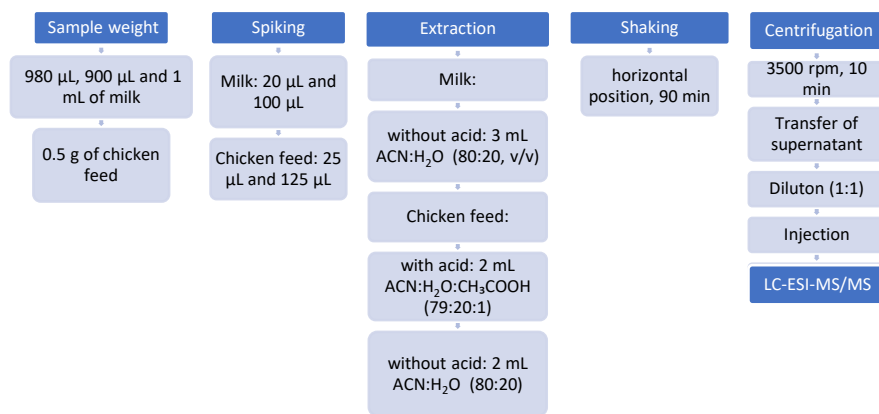 Sample weight
980 µL, 900 µL and 1
mL of milk
0.5 g of chicken
feed
Spiking
Milk: 20 µL and
100 µL
Chicken feed: 25
µL and 125 µL
Extraction
Milk:
without acid: 3 mL
ACN:H₂O (80:20, v/v)
Chicken feed:
with acid: 2 mL
ACN:H₂O:CH₃COOH
(79:20:1)
without acid: 2 mL
ACN:H₂O (80:20)
Shaking
horizontal
position, 90 min
Centrifugation
3500 rpm, 10
min
Transfer of
supernatant
Diluton (1:1)
Injection
LC-ESI-MS/MS